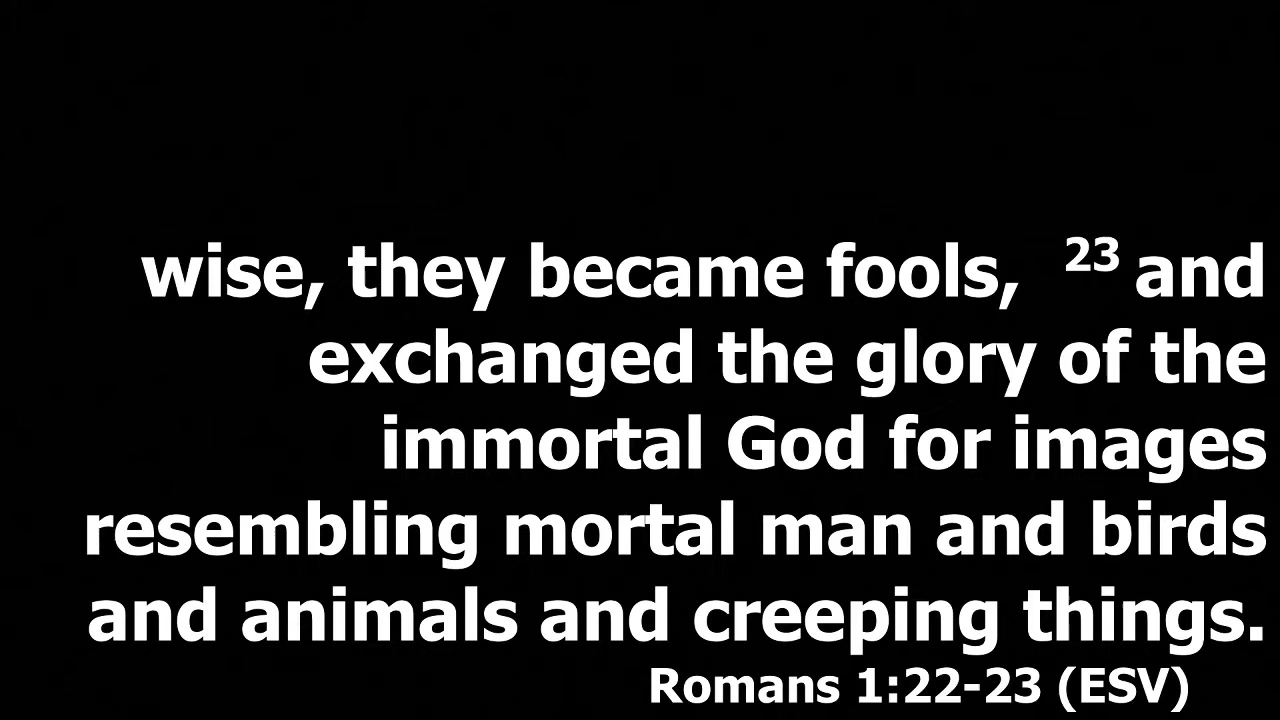 wise, they became fools, 23 and
exchanged the glory of the
immortal God for images
resembling mortal man and birds
and animals and creeping things.
Romans 1:22-23 (ESV)